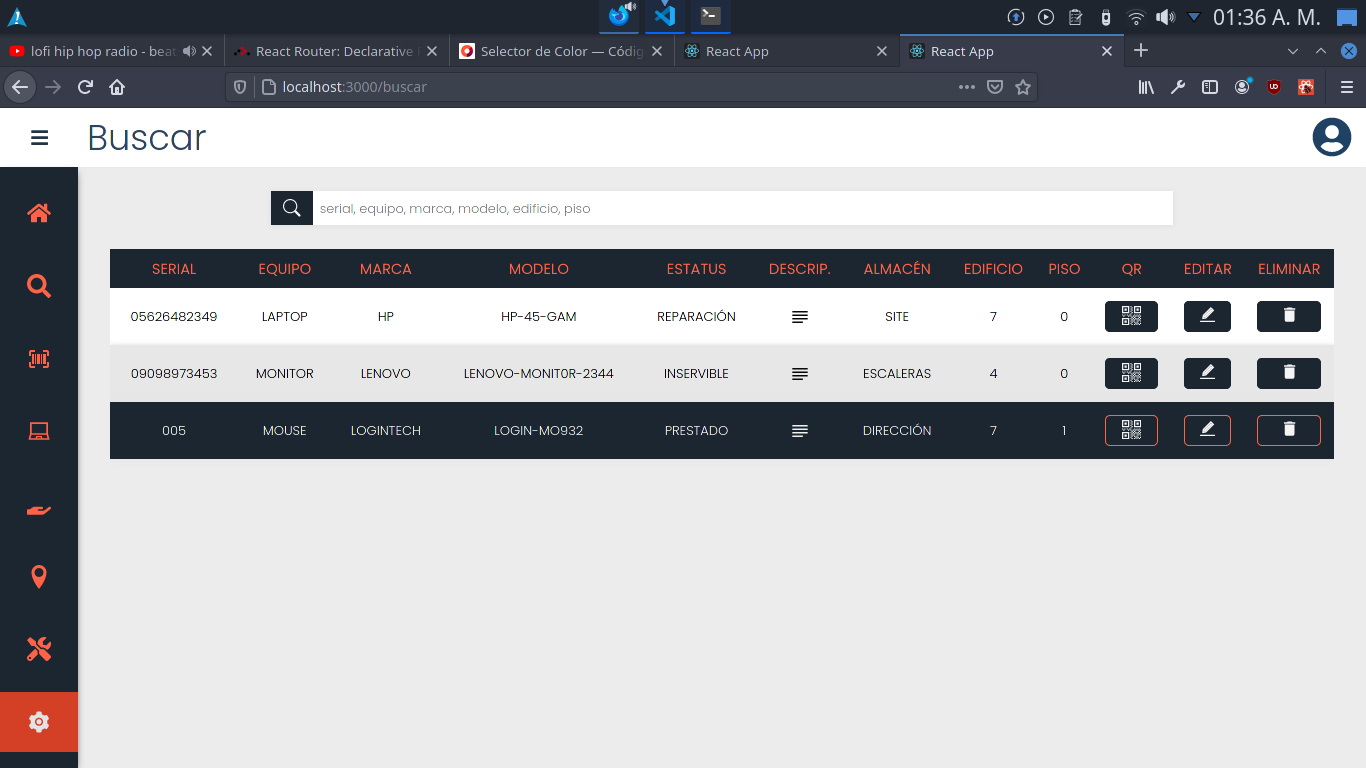 01:36 A. M.
lofi hip hop radio - beat
React Router: Declarative
Selector de Color — Códig
React App
React App
localhost:3000/buscar
Buscar
serial, equipo, marca, modelo, edificio, piso
SERIAL EQUIPO MARCA MODELO ESTATUS DESCRIP. ALMACÉN EDIFICIO PISO QR EDITAR ELIMINAR
05626482349 LAPTOP HP HP-45-GAM REPARACIÓN SITE 7 0
09098973453 MONITOR LENOVO LENOVO-MONIT0R-2344 INSERVIBLE ESCALERAS 4 0
005 MOUSE LOGINTECH LOGIN-MO932 PRESTADO DIRECCIÓN 7 1